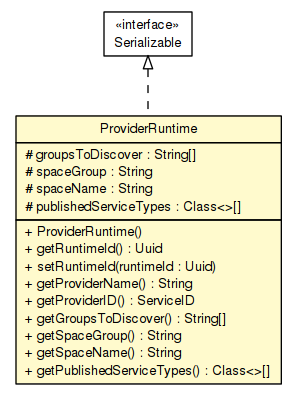 «interface»
Serializable
ProviderRuntime
# groupsToDiscover : String[]
# spaceGroup : String
# spaceName : String
# publishedServiceTypes : Class<>[]
+ ProviderRuntime()
+ getRuntimeId() : Uuid
+ setRuntimeId(runtimeId : Uuid)
+ getProviderName() : String
+ getProviderID() : ServiceID
+ getGroupsToDiscover() : String[]
+ getSpaceGroup() : String
+ getSpaceName() : String
+ getPublishedServiceTypes() : Class<>[]